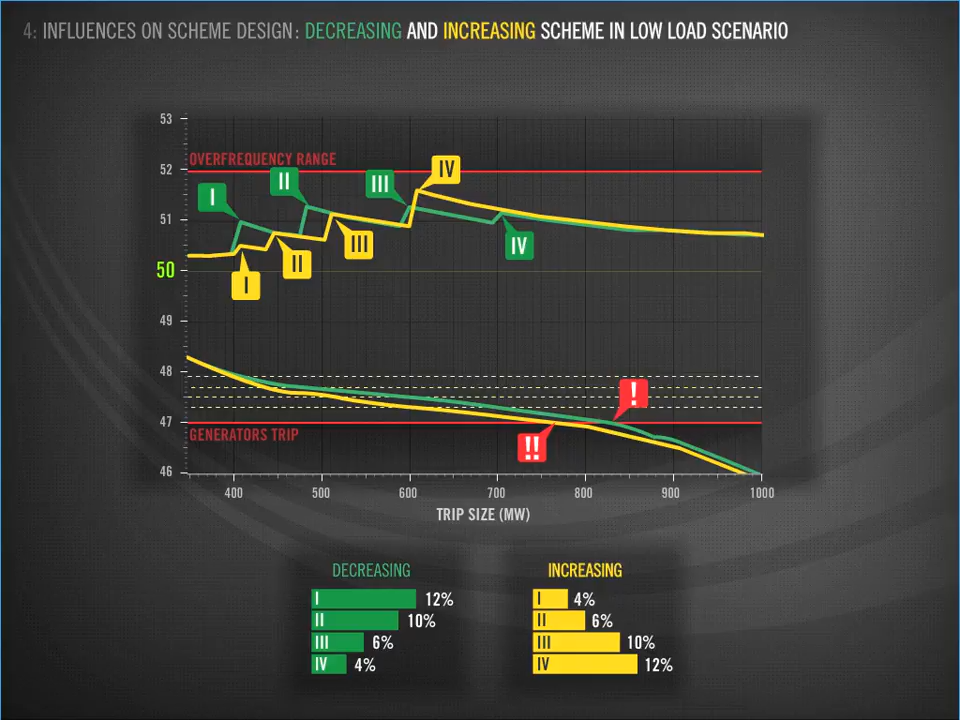 4: INFLUENCES ON SCHEME DESIGN: DECREASING AND INCREASING SCHEME IN LOW LOAD SCENARIO
53
OVERFREQUENCY RANGE
52
IV
II
III
I
51
III
IV
II
50
I
49
48
!
47
GENERATORS TRIP
!!
46
400 500 600 700 800 900 1000
TRIP SIZE (MW)
DECREASING
I 12%
II 10%
III 6%
IV 4%
INCREASING
I 4%
II 6%
III 10%
IV 12%